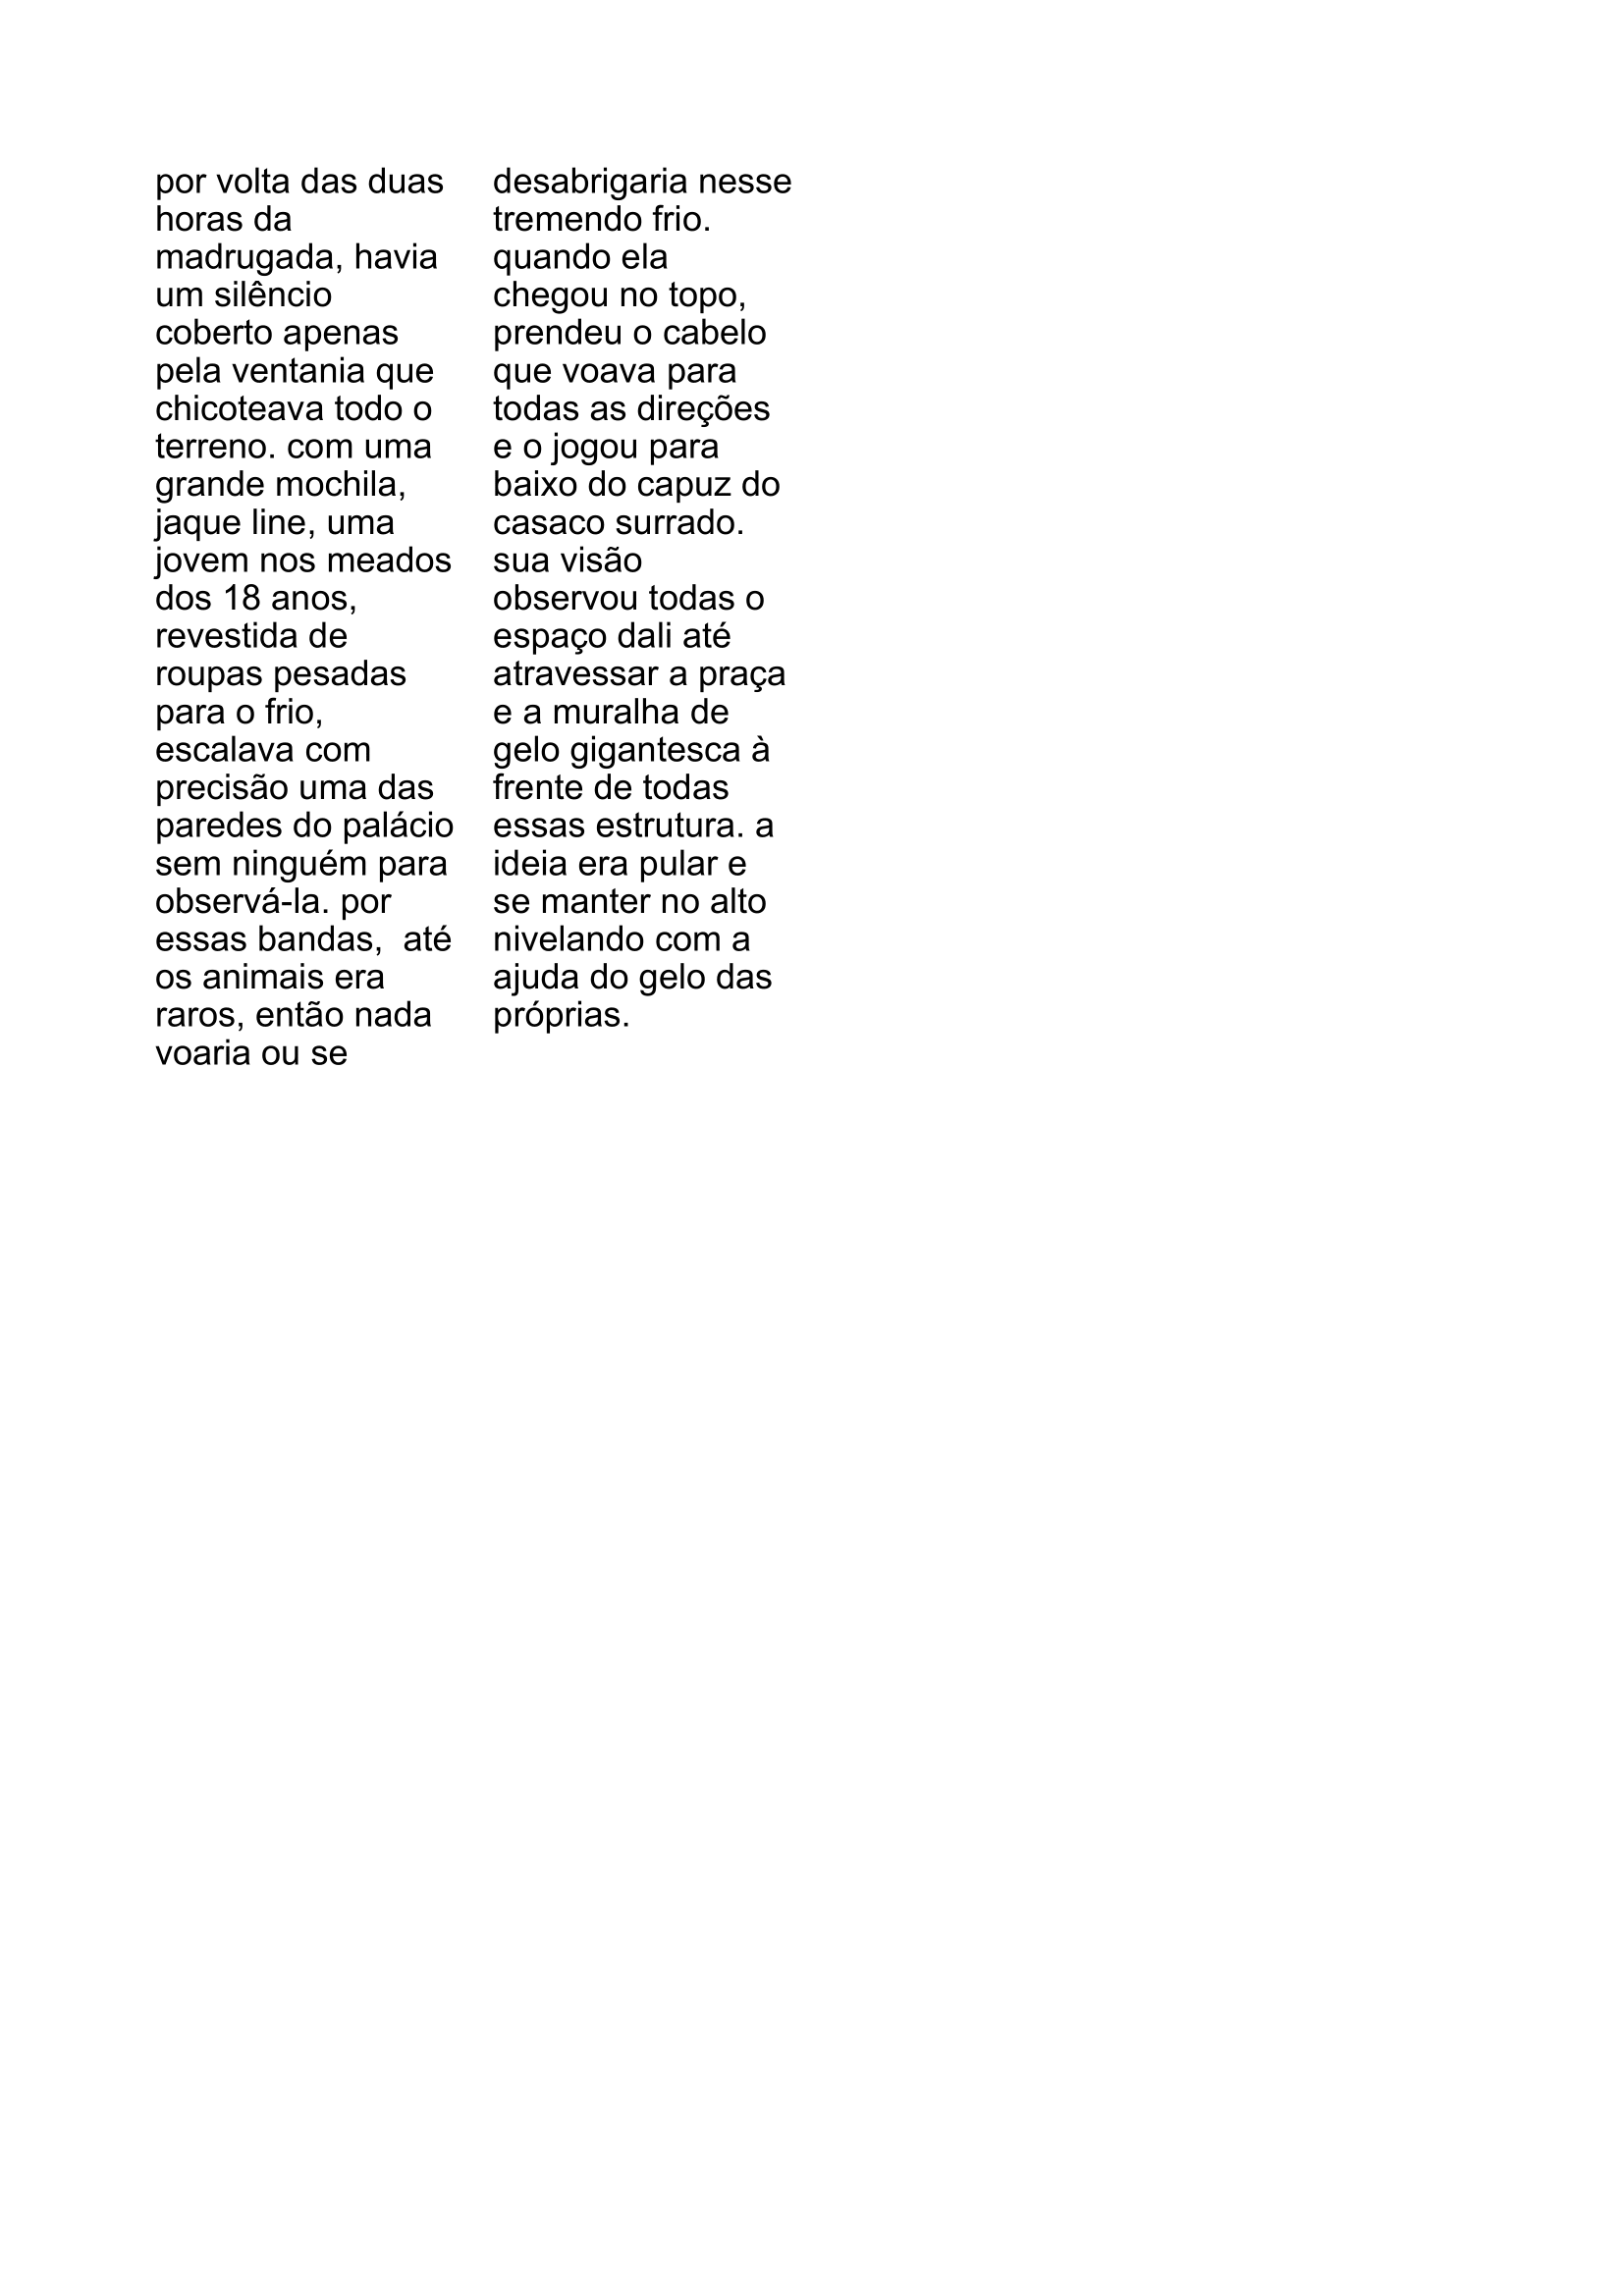 por volta das duas
horas da
madrugada, havia
um silêncio
coberto apenas
pela ventania que
chicoteava todo o
terreno. com uma
grande mochila,
jaque line, uma
jovem nos meados
dos 18 anos,
revestida de
roupas pesadas
para o frio,
escalava com
precisão uma das
paredes do palácio
sem ninguém para
observá-la. por
essas bandas,  até
os animais era
raros, então nada
voaria ou se
desabrigaria nesse
tremendo frio.
quando ela
chegou no topo,
prendeu o cabelo
que voava para
todas as direções
e o jogou para
baixo do capuz do
casaco surrado.
sua visão
observou todas o
espaço dali até
atravessar a praça
e a muralha de
gelo gigantesca à
frente de todas
essas estrutura. a
ideia era pular e
se manter no alto
nivelando com a
ajuda do gelo das
próprias.